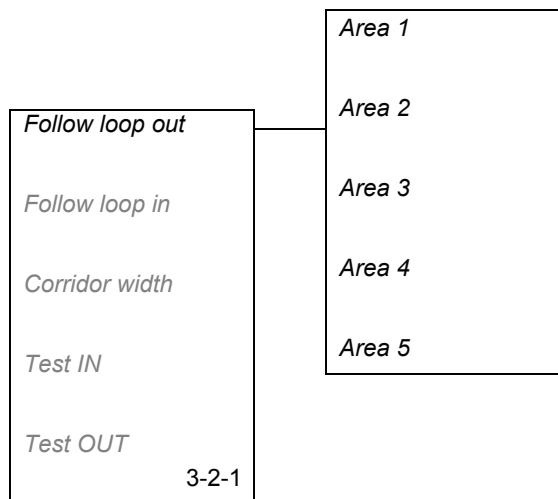 Follow loop out
Follow loop in
Corridor width
Test IN
Test OUT
3-2-1
Area 1
Area 2
Area 3
Area 4
Area 5